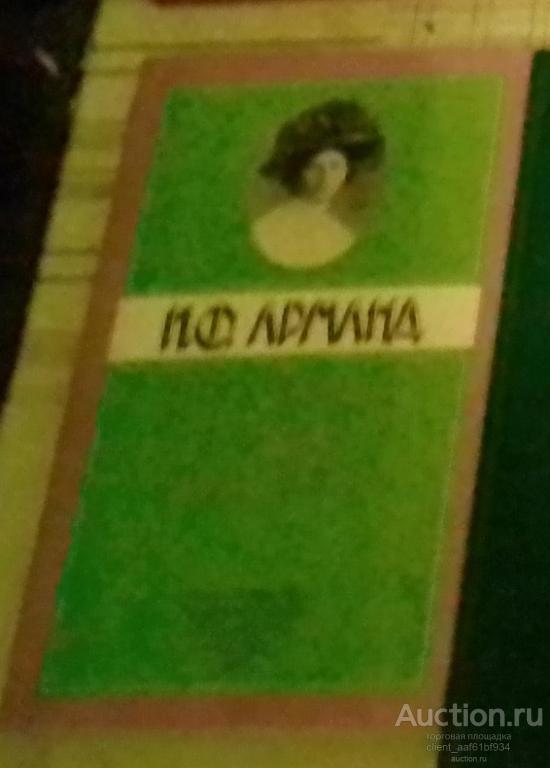 И.Ф. АРМАНД
Auction.ru
торговая площадка
client_aaf61bf934
auction.ru